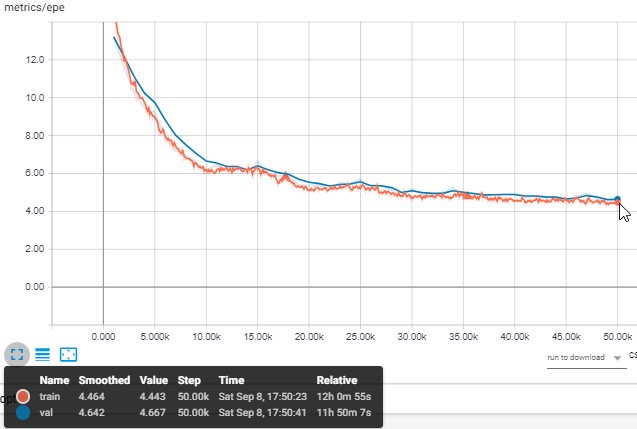 metrics/epe
12.0
10.0
8.00
6.00
4.00
2.00
0.00
0.000 5.000k 10.00k 15.00k 20.00k 25.00k 30.00k 35.00k 40.00k 45.00k 50.00k
run to download
Name Smoothed Value Step Time Relative
train 4.464 4.443 50.00k Sat Sep 8, 17:50:23 12h 0m 55s
val 4.642 4.667 50.00k Sat Sep 8, 17:50:41 11h 50m 7s